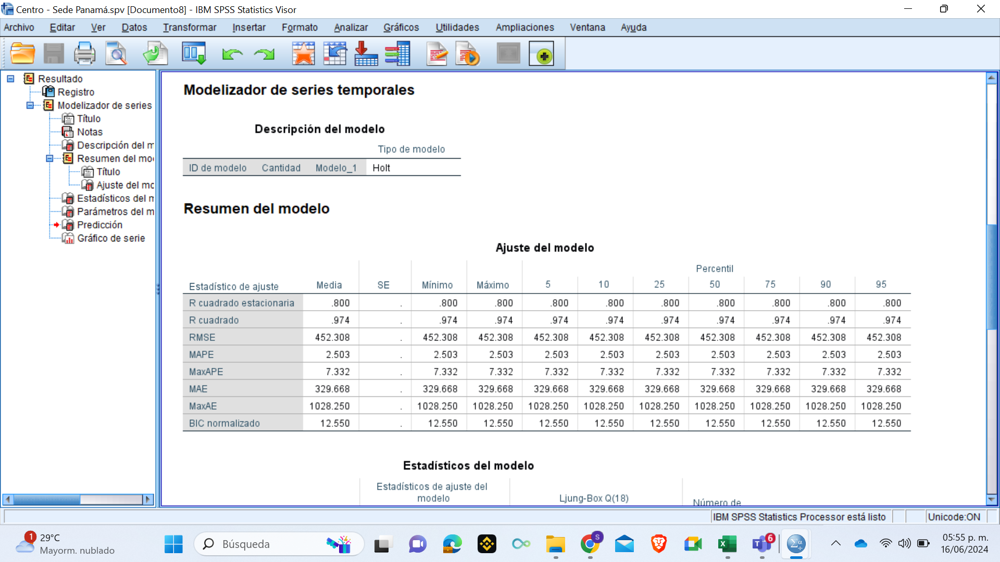 Centro - Sede Panamá.spv [Documento8] - IBM SPSS Statistics Visor
Archivo Editar Ver Datos Transformar Insertar Formato Analizar Gráficos Utilidades Ampliaciones Ventana Ayuda
Resultado
Registro
Modelizador de series
Título
Notas
Descripción del m
Resumen del mo
Título
Ajuste del mo
Estadísticos del m
Parámetros del m
Predicción
Gráfico de serie
Modelizador de series temporales
Descripción del modelo
Tipo de modelo
ID de modelo Cantidad Modelo_1 Holt
Resumen del modelo
Ajuste del modelo
Percentil
Estadístico de ajuste Media SE Mínimo Máximo 5 10 25 50 75 90 95
R cuadrado estacionaria .800 . .800 .800 .800 .800 .800 .800 .800 .800 .800
R cuadrado .974 . .974 .974 .974 .974 .974 .974 .974 .974 .974
RMSE 452.308 . 452.308 452.308 452.308 452.308 452.308 452.308 452.308 452.308 452.308
MAPE 2.503 . 2.503 2.503 2.503 2.503 2.503 2.503 2.503 2.503 2.503
MaxAPE 7.332 . 7.332 7.332 7.332 7.332 7.332 7.332 7.332 7.332 7.332
MAE 329.668 . 329.668 329.668 329.668 329.668 329.668 329.668 329.668 329.668 329.668
MaxAE 1028.250 . 1028.250 1028.250 1028.250 1028.250 1028.250 1028.250 1028.250 1028.250 1028.250
BIC normalizado 12.550 . 12.550 12.550 12.550 12.550 12.550 12.550 12.550 12.550 12.550
Estadísticos del modelo
Estadísticos de ajuste del
modelo
Ljung-Box Q(18)
Número de
IBM SPSS Statistics Processor está listo
Unicode:ON
1
29°C
Mayorm. nublado
Búsqueda
S
6
05:55 p. m.
16/06/2024